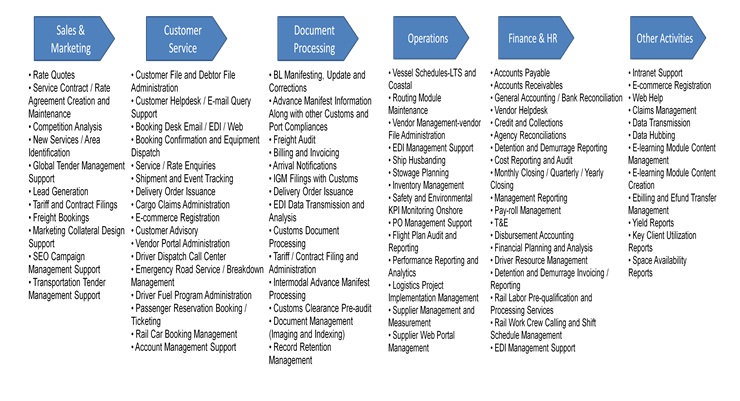 Sales &
Marketing
• Rate Quotes
• Service Contract / Rate
Agreement Creation and
Maintenance
• Competition Analysis
• New Services / Area
Identification
• Global Tender Management
Support
• Lead Generation
• Tariff and Contract Filings
• Freight Bookings
• Marketing Collateral Design
Support
• SEO Campaign
Management Support
• Transportation Tender
Management Support
Customer
Service
• Customer File and Debtor File
Administration
• Customer Helpdesk / E-mail Query
Support
• Booking Desk Email / EDI / Web
• Booking Confirmation and Equipment
Dispatch
• Service / Rate Enquiries
• Shipment and Event Tracking
• Delivery Order Issuance
• Cargo Claims Administration
• E-commerce Registration
• Customer Advisory
• Vendor Portal Administration
• Driver Dispatch Call Center
• Emergency Road Service / Breakdown
Management
• Driver Fuel Program Administration
• Passenger Reservation Booking /
Ticketing
• Rail Car Booking Management
• Account Management Support
Document
Processing
• BL Manifesting, Update and
Corrections
• Advance Manifest Information
Along with other Customs and
Port Compliances
• Freight Audit
• Billing and Invoicing
• Arrival Notifications
• IGM Filings with Customs
• Delivery Order Issuance
• EDI Data Transmission and
Analysis
• Customs Document
Processing
• Tariff / Contract Filing and
Administration
• Intermodal Advance Manifest
Processing
• Customs Clearance Pre-audit
• Document Management
(Imaging and Indexing)
• Record Retention
Management
Operations
• Vessel Schedules-LTS and
Coastal
• Routing Module
Maintenance
• Vendor Management-vendor
File Administration
• EDI Management Support
• Ship Husbanding
• Stowage Planning
• Inventory Management
• Safety and Environmental
KPI Monitoring Onshore
• PO Management Support
• Flight Plan Audit and
Reporting
• Performance Reporting and
Analytics
• Logistics Project
Implementation Management
• Supplier Management and
Measurement
• Supplier Web Portal
Management
Finance & HR
• Accounts Payable
• Accounts Receivables
• General Accounting / Bank Reconciliation
• Vendor Helpdesk
• Credit and Collections
• Agency Reconciliations
• Detention and Demurrage Reporting
• Cost Reporting and Audit
• Monthly Closing / Quarterly / Yearly
Closing
• Management Reporting
• Pay-roll Management
• T&E
• Disbursement Accounting
• Financial Planning and Analysis
• Driver Resource Management
• Detention and Demurrage Invoicing /
Reporting
• Rail Labor Pre-qualification and
Processing Services
• Rail Work Crew Calling and Shift
Schedule Management
• EDI Management Support
Other Activities
• Intranet Support
• E-commerce Registration
• Web Help
• Claims Management
• Data Transmission
• Data Hubbing
• E-learning Module Content
Management
• E-learning Module Content
Creation
• Ebilling and Efund Transfer
Management
• Yield Reports
• Key Client Utilization
Reports
• Space Availability
Reports